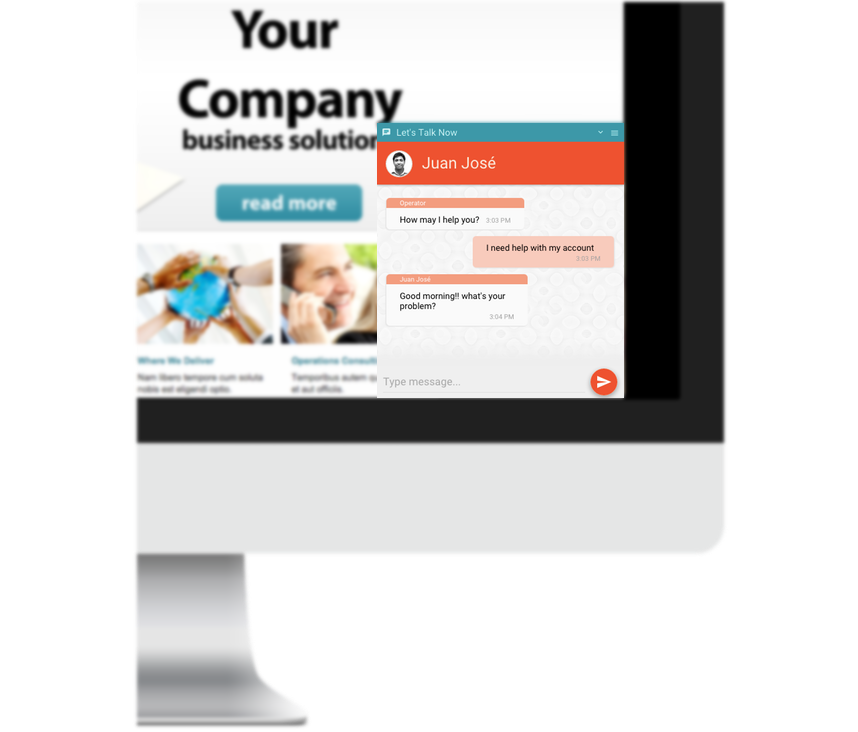 Your
Company
business solution
read more
Let's Talk Now
Juan José
Operator
How may I help you? 3:03 PM
I need help with my account
3:03 PM
Juan José
Good morning!! what's your
problem?
3:04 PM
Type message...
Where We Deliver
Operations Consult
Nam libero tempore cum soluta
nobis est eligendi optio.
Temporibus autem q
et aut officiis.